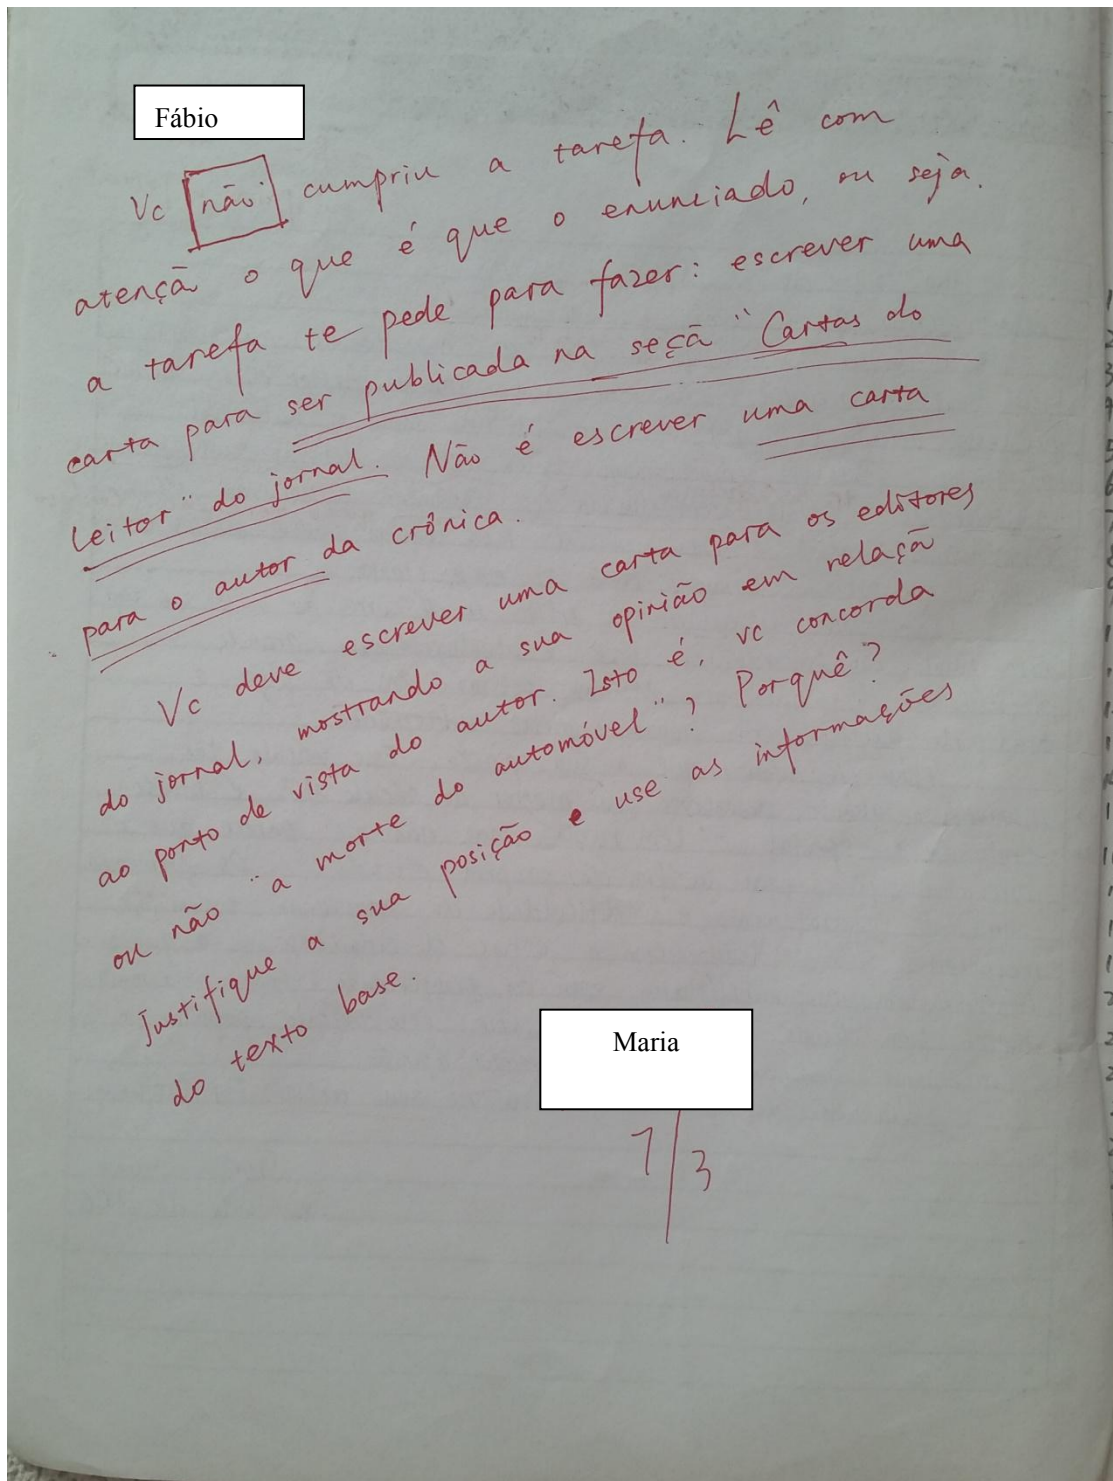 Fábio
Vc não cumpriu a tarefa. Lê com
atençã o que é que o enunciado, ou seja.
a tarefa te pede para fazer: escrever uma
carta para ser publicada na seçã "Cartas do
Leitor" do jornal. Não é escrever uma carta
para o autor da crônica.
Vc deve escrever uma carta para os editores
do jornal, mostrando a sua opinião em relaçã
ao ponto de vista do autor. Isto é, vc concorda
ou não "a morte do automóvel"? Porquê?
Justifique a sua posição e use as informações
do texto base.
Maria
7/3